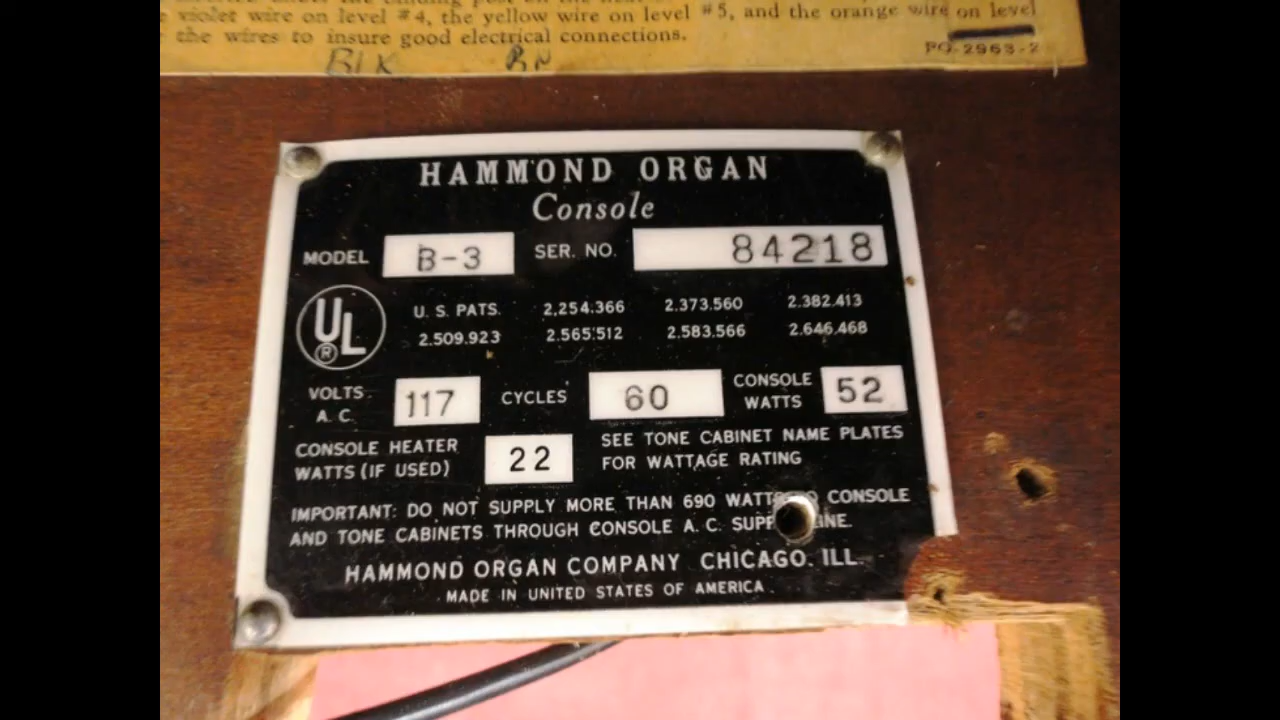 violet wire on level #4, the yellow wire on level #5, and the orange wire on level
the wires to insure good electrical connections.
PO-2963-2
BLK
HAMMOND ORGAN
Console
MODEL B-3 SER. NO. 84218
UL ®
U. S. PATS. 2,254.366 2.373.560 2.382.413
2.509.923 2.565.512 2.583.566 2.646.468
VOLTS A. C. 117 CYCLES 60 CONSOLE WATTS 52
CONSOLE HEATER WATTS (IF USED) 22
SEE TONE CABINET NAME PLATES
FOR WATTAGE RATING
IMPORTANT: DO NOT SUPPLY MORE THAN 690 WATTS CONSOLE
AND TONE CABINETS THROUGH CONSOLE A. C.
HAMMOND ORGAN COMPANY CHICAGO. ILL.
MADE IN UNITED STATES OF AMERICA